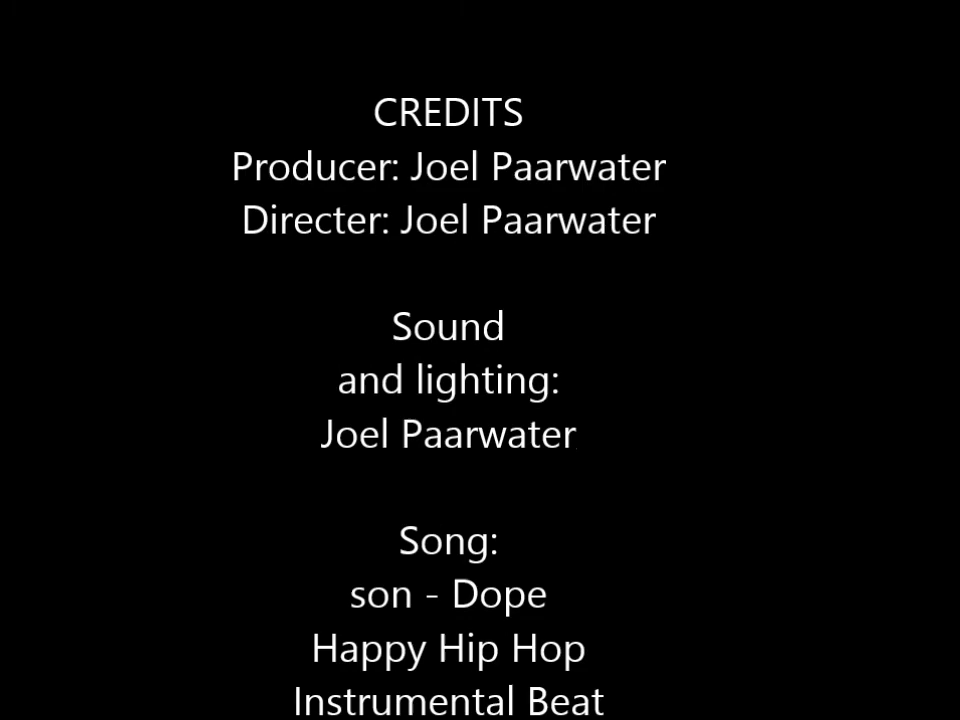 CREDITS
Producer: Joel Paarwater
Directer: Joel Paarwater
Sound
and lighting:
Joel Paarwater
Song:
son - Dope
Happy Hip Hop
Instrumental Beat